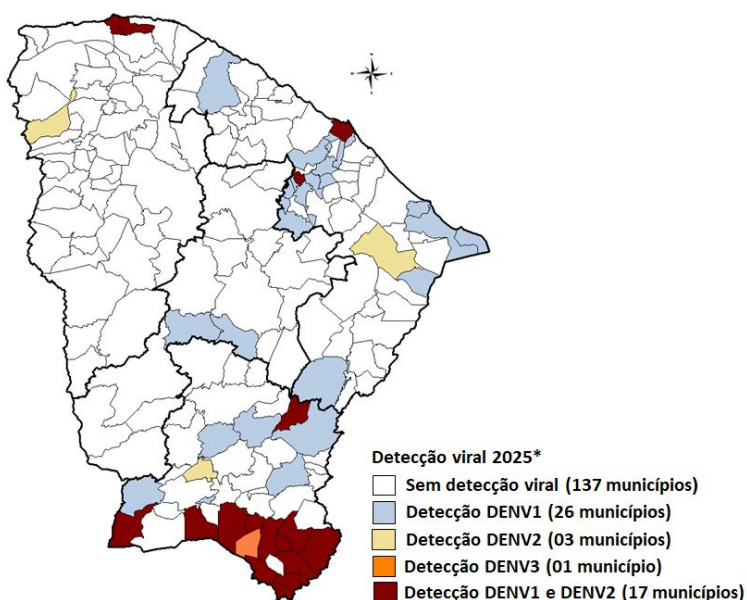 Detecção viral 2025*
Sem detecção viral (137 municípios)
Detecção DENV1 (26 municípios)
Detecção DENV2 (03 municípios)
Detecção DENV3 (01 município)
Detecção DENV1 e DENV2 (17 municípios)